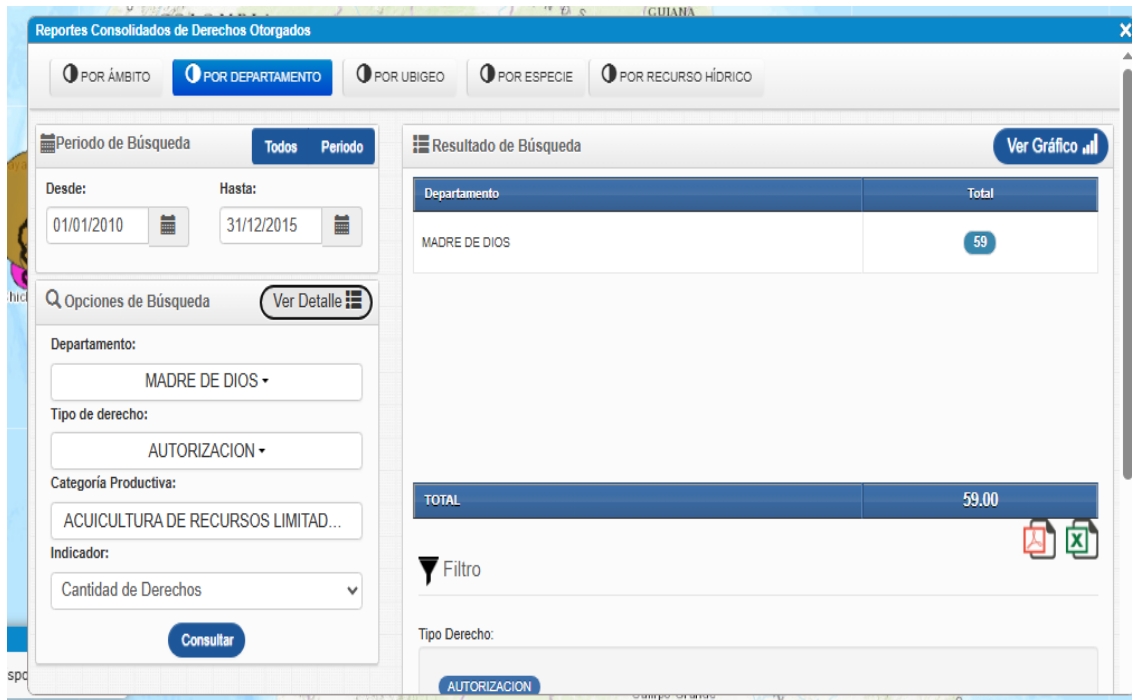 GUIANA
Reportes Consolidados de Derechos Otorgados
POR ÁMBITO
POR DEPARTAMENTO
POR UBIGEO
POR ESPECIE
POR RECURSO HÍDRICO
Periodo de Búsqueda
Todos Periodo
Desde: Hasta:
01/01/2010 31/12/2015
Opciones de Búsqueda
Ver Detalle
Departamento:
MADRE DE DIOS
Tipo de derecho:
AUTORIZACION
Categoría Productiva:
ACUICULTURA DE RECURSOS LIMITAD...
Indicador:
Cantidad de Derechos
Consultar
Resultado de Búsqueda
Ver Gráfico
Departamento Total
MADRE DE DIOS 59
TOTAL 59.00
Filtro
Tipo Derecho:
AUTORIZACION